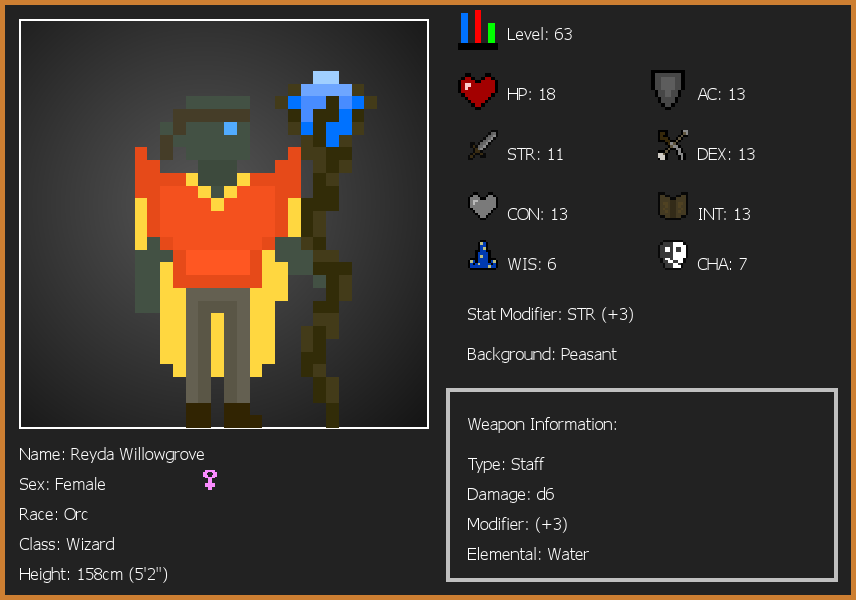 Level: 63
HP: 18
AC: 13
STR: 11
DEX: 13
CON: 13
INT: 13
WIS: 6
CHA: 7
Stat Modifier: STR (+3)
Background: Peasant
Weapon Information:
Type: Staff
Damage: d6
Modifier: (+3)
Elemental: Water
Name: Reyda Willowgrove
Sex: Female
Race: Orc
Class: Wizard
Height: 158cm (5'2")